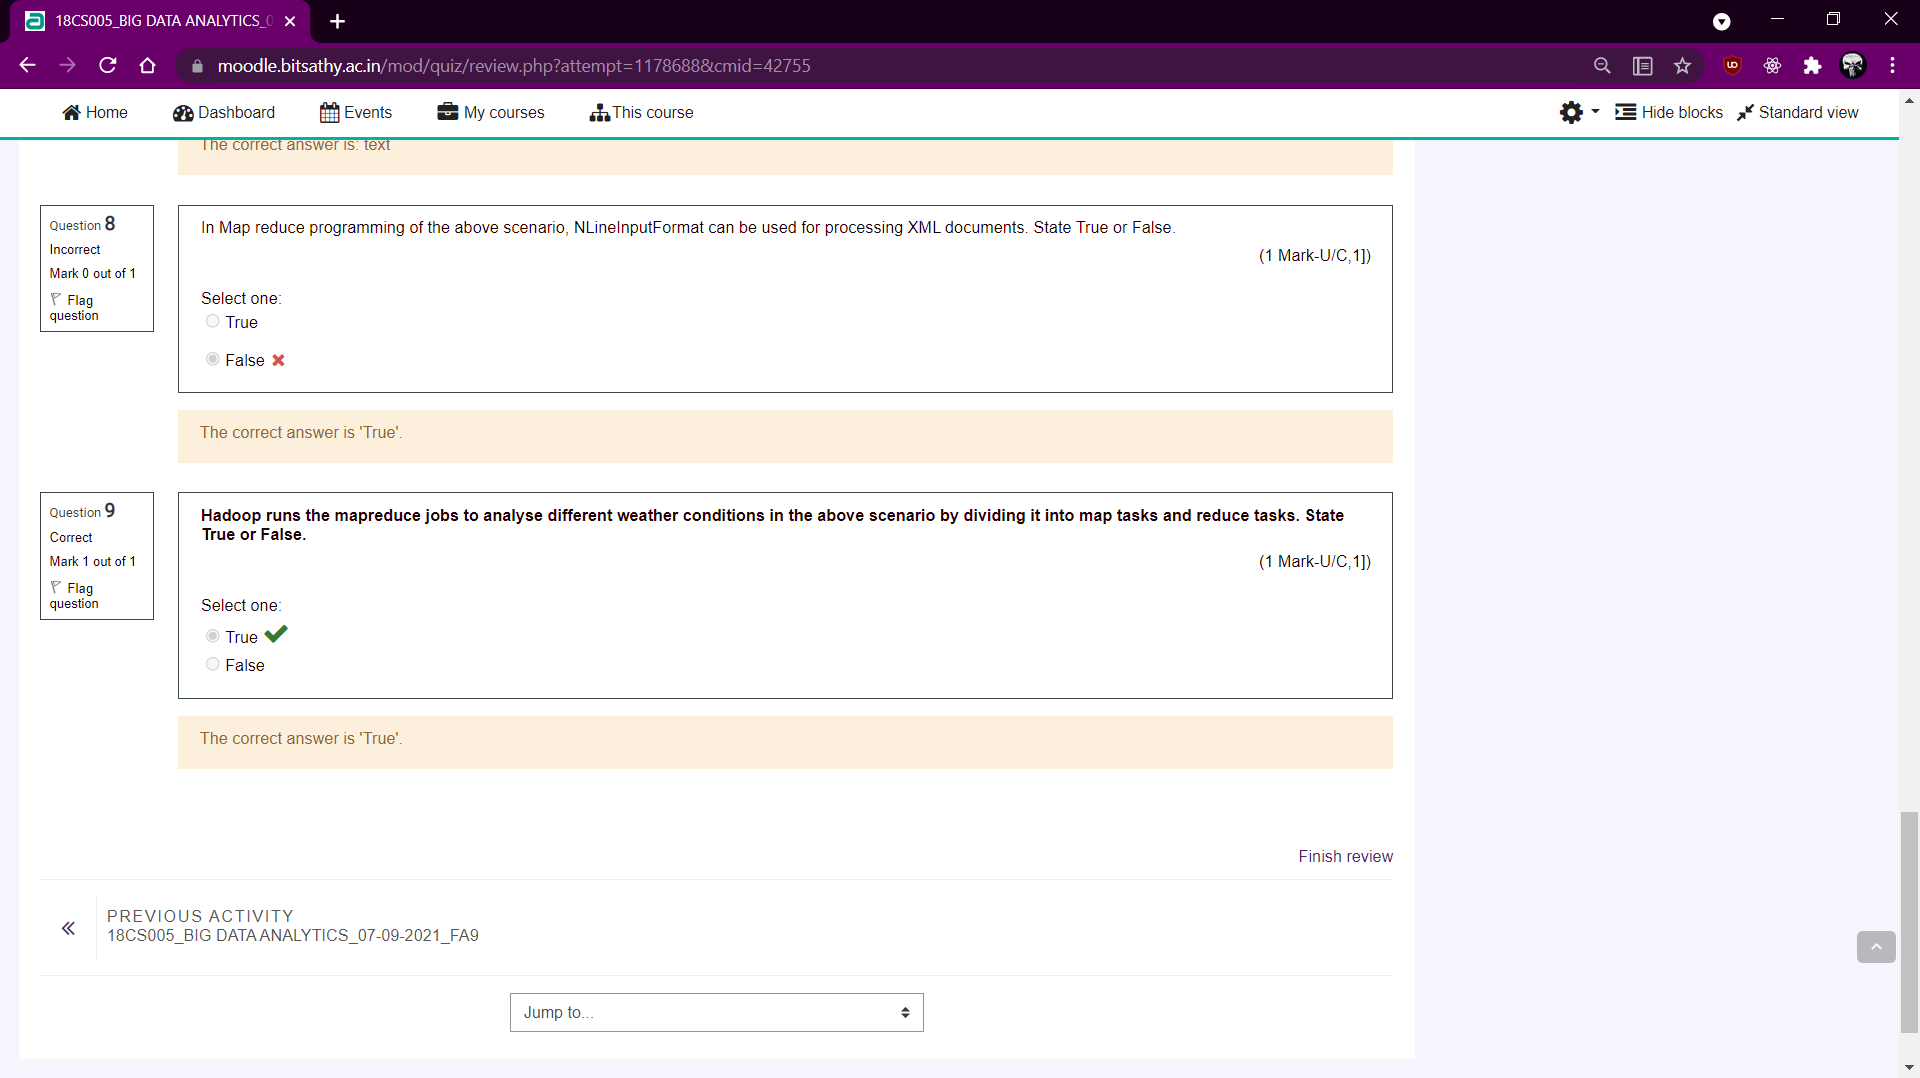 18CS005_BIG DATA ANALYTICS_0
moodle.bitsathy.ac.in/mod/quiz/review.php?attempt=1178688&cmid=42755
Home Dashboard Events My courses This course Hide blocks Standard view
The correct answer is: text
Question 8
Incorrect
Mark 0 out of 1
Flag
question
In Map reduce programming of the above scenario, NLineInputFormat can be used for processing XML documents. State True or False.
(1 Mark-U/C,1])
Select one:
True
False
The correct answer is 'True'.
Question 9
Correct
Mark 1 out of 1
Flag
question
Hadoop runs the mapreduce jobs to analyse different weather conditions in the above scenario by dividing it into map tasks and reduce tasks. State
True or False.
(1 Mark-U/C,1])
Select one:
True
False
The correct answer is 'True'.
Finish review
PREVIOUS ACTIVITY
18CS005_BIG DATA ANALYTICS_07-09-2021_FA9
Jump to...